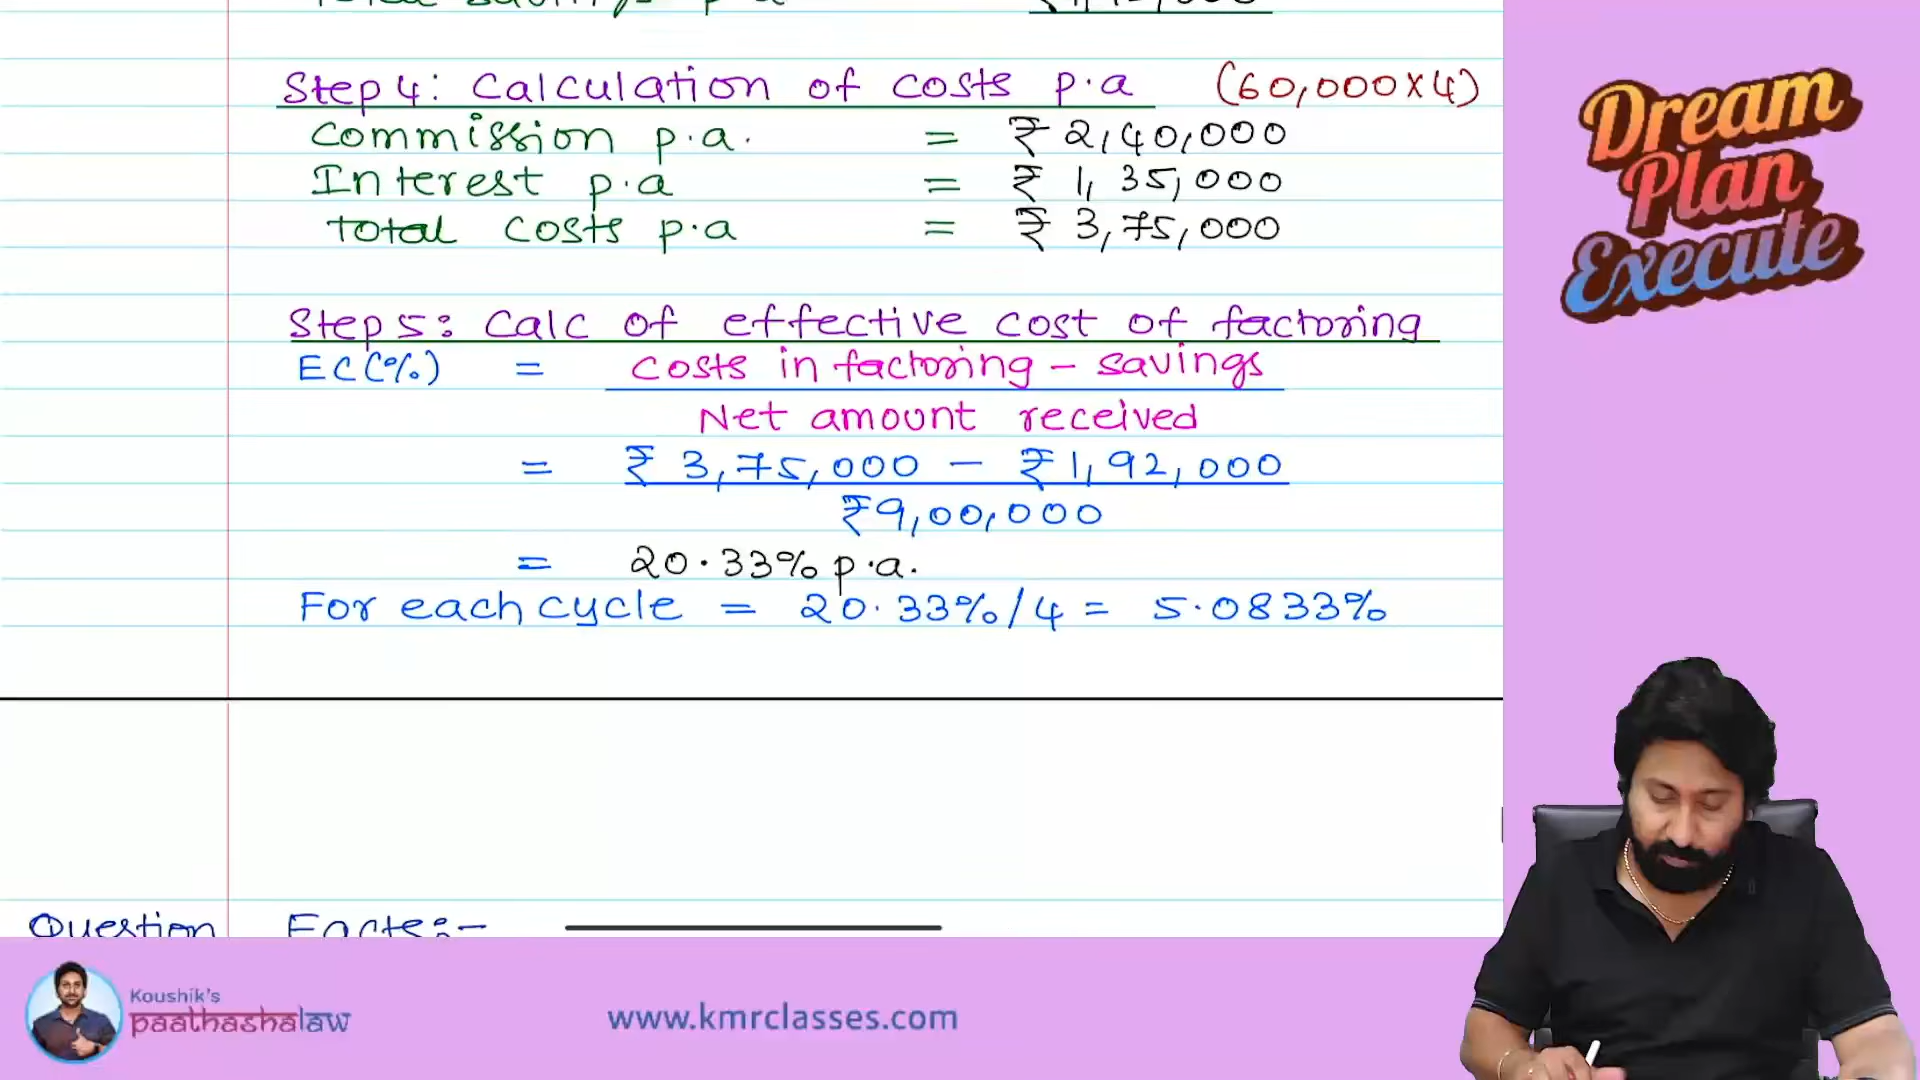 Step 4: Calculation of costs p.a (60,000X4)
Commission p.a. = ₹ 2,40,000
Interest p.a = ₹ 1,35,000
Total costs p.a = ₹ 3,75,000
Step 5: Calc of effective cost of factoring
EC(%) = Costs in factoring - savings
Net amount received
= ₹ 3,75,000 - ₹ 1,92,000
₹9,00,000
= 20.33% p.a.
For each cycle = 20.33%/4 = 5.0833%
Question Facts:-
Dream
Plan
Execute
Koushik's
paathashalaw
www.kmrclasses.com